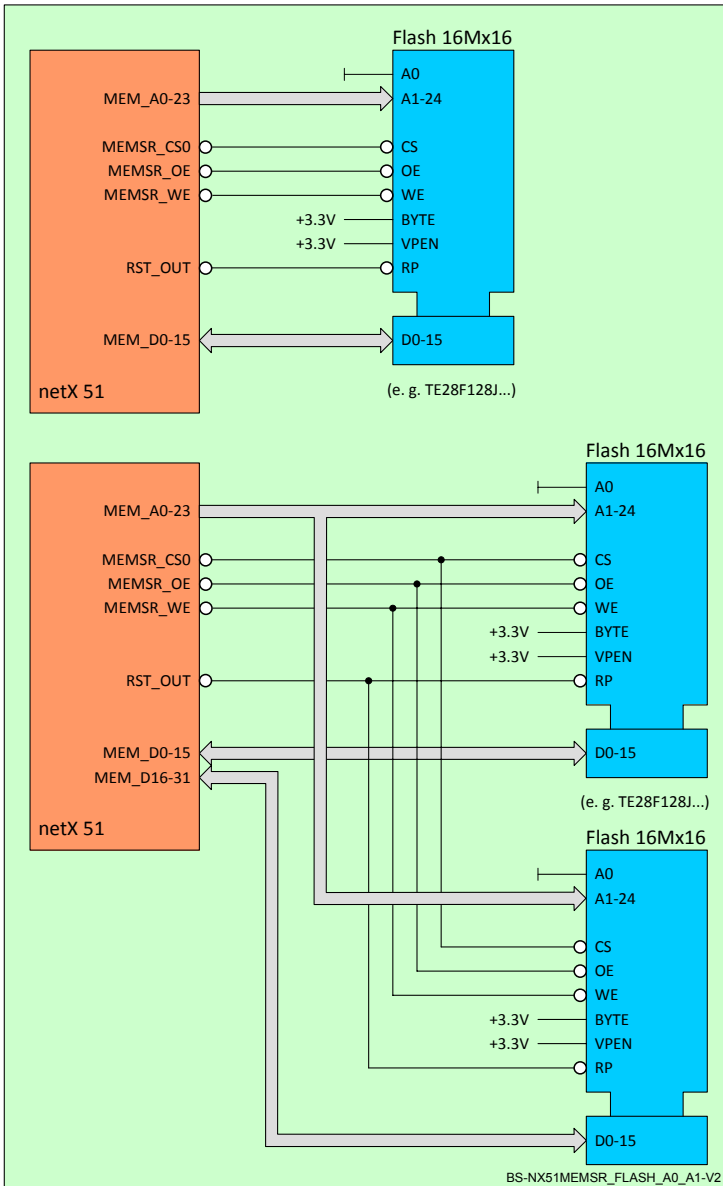 Flash 16Mx16
A0
MEM_A0-23
A1-24
MEMSR_CS0
CS
MEMSR_OE
OE
MEMSR_WE
WE
+3.3V
BYTE
+3.3V
VPEN
RST_OUT
RP
MEM_D0-15
D0-15
netX 51
(e. g. TE28F128J...)
Flash 16Mx16
A0
MEM_A0-23
A1-24
MEMSR_CS0
CS
MEMSR_OE
OE
MEMSR_WE
WE
+3.3V
BYTE
+3.3V
VPEN
RST_OUT
RP
MEM_D0-15
D0-15
MEM_D16-31
(e. g. TE28F128J...)
netX 51
Flash 16Mx16
A0
A1-24
CS
OE
WE
+3.3V
BYTE
+3.3V
VPEN
RP
D0-15
BS-NX51MEMSR_FLASH_A0_A1-V2